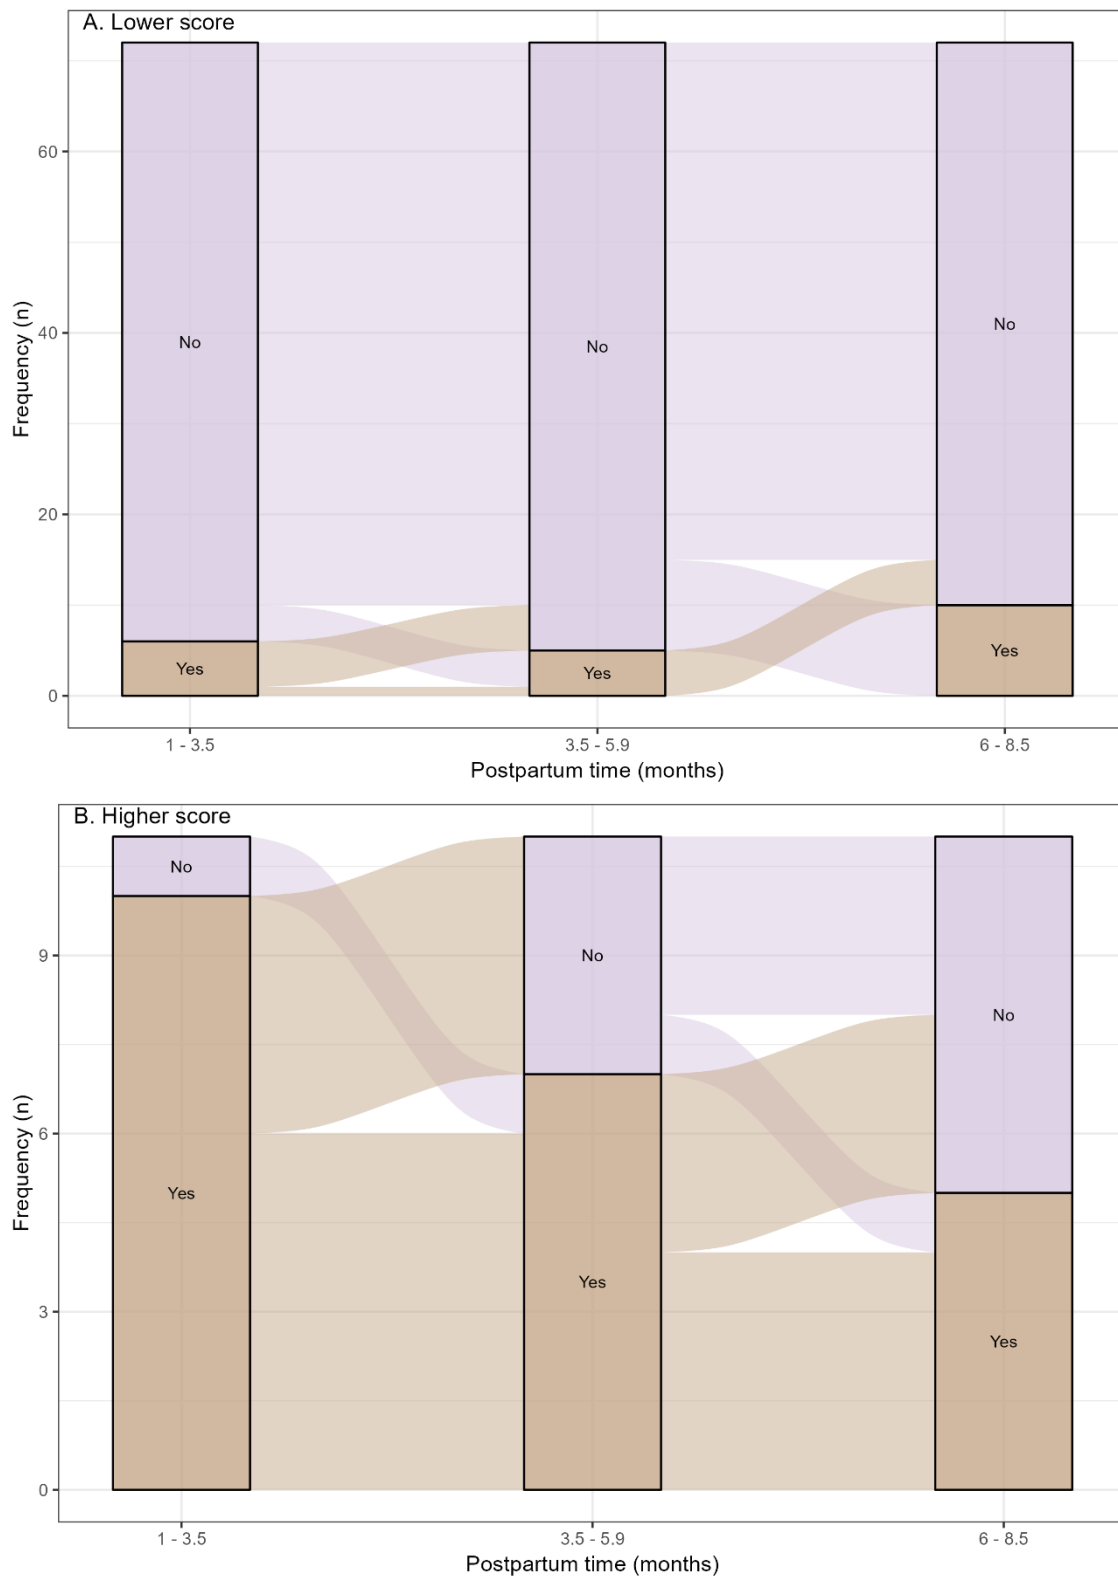 A. Lower score
60
40
20
0
Frequency (n)
No
No
No
Yes
Yes
Yes
1 - 3.5
3.5 - 5.9
6 - 8.5
Postpartum time (months)
B. Higher score
9
6
3
0
Frequency (n)
No
No
No
Yes
Yes
Yes
1 - 3.5
3.5 - 5.9
6 - 8.5
Postpartum time (months)